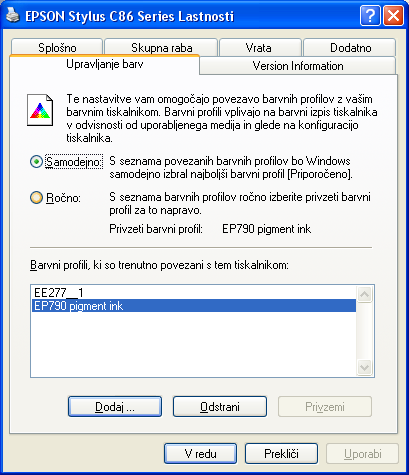 EPSON Stylus C86 Series Lastnosti
Splošno
Skupna raba
Vrata
Dodatno
Upravljanje barv
Version Information
Te nastavitve vam omogočajo povezavo barvnih profilov z vašim
barvnim tiskalnikom. Barvni profili vplivajo na barvni izpis tiskalnika
v odvisnosti od uporabljenega medija in glede na konfiguracijo
tiskalnika.
Samodejno:
S seznama povezanih barvnih profilov bo Windows
samodejno izbral najboljši barvni profil (Priporočeno).
Ročno:
S seznama barvnih profilov ročno izberite privzeti barvni
profil za to napravo.
Privzeti barvni profil: EP790 pigment ink
Barvni profili, ki so trenutno povezani s tem tiskalnikom:
EE277__1
EP790 pigment ink
Dodaj ...
Odstrani
Privzemi
V redu
Prekliči
Uporabi